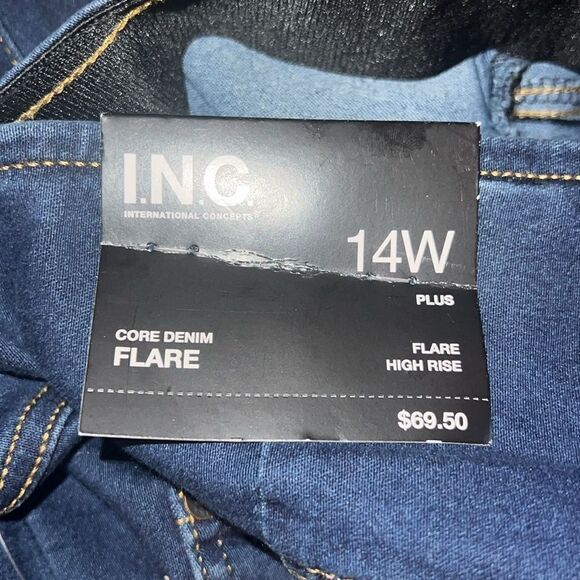 I.N.C.
INTERNATIONAL CONCEPTS
14W
PLUS
CORE DENIM
FLARE
FLARE
HIGH RISE
$69.50